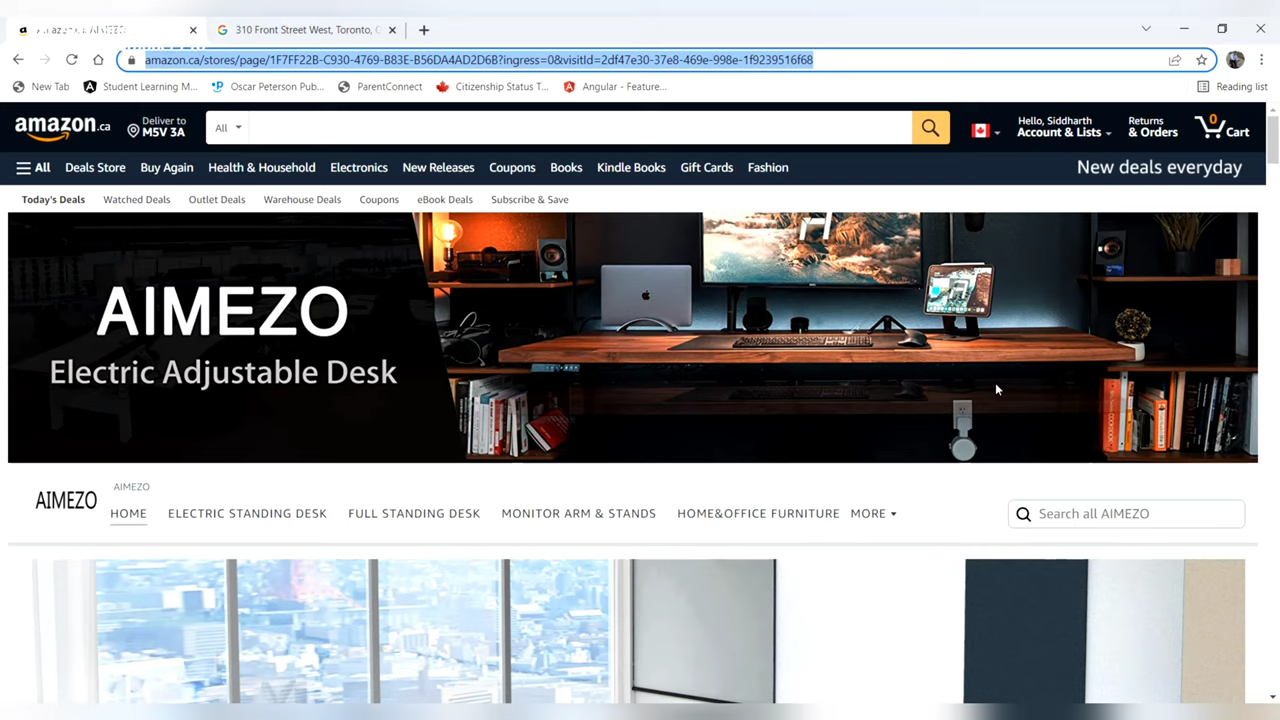 310 Front Street West, Toronto, O
amazon.ca/stores/page/1F7FF22B-C930-4769-B83E-B56DA4AD2D6B?ingress=0&visitId=2df47e30-37e8-469e-998e-1f9239516f68
New Tab
Student Learning M...
Oscar Peterson Pub...
ParentConnect
Citizenship Status T...
Angular - Feature...
Reading list
amazon.ca
Deliver to
M5V 3A
All
Hello, Siddharth
Account & Lists
Returns
& Orders
0
Cart
All
Deals Store
Buy Again
Health & Household
Electronics
New Releases
Coupons
Books
Kindle Books
Gift Cards
Fashion
New deals everyday
Today's Deals
Watched Deals
Outlet Deals
Warehouse Deals
Coupons
eBook Deals
Subscribe & Save
AIMEZO
Electric Adjustable Desk
AIMEZO
AIMEZO
HOME
ELECTRIC STANDING DESK
FULL STANDING DESK
MONITOR ARM & STANDS
HOME&OFFICE FURNITURE
MORE
Search all AIMEZO